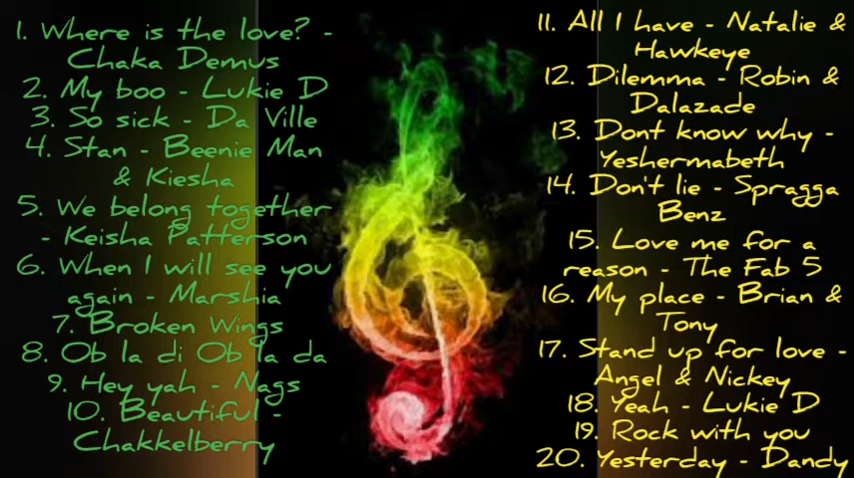 1. Where is the love? -
Chaka Demus
2. My boo - Lukie D
3. So sick - Da Ville
4. Stan - Beenie Man
& Kiesha
5. We belong together
- Keisha Patterson
6. When I will see you
again - Marshia
7. Broken Wings
8. Ob la di Ob la da
9. Hey yah - Nags
10. Beautiful -
Chakkelberry
11. All I have - Natalie &
Hawkeye
12. Dilemma - Robin &
Dalazade
13. Dont know why -
Yeshermabeth
14. Don't lie - Spragga
Benz
15. Love me for a
reason - The Fab 5
16. My place - Brian &
Tony
17. Stand up for love -
Angel & Nickey
18. Yeah - Lukie D
19. Rock with you
20. Yesterday - Dandy